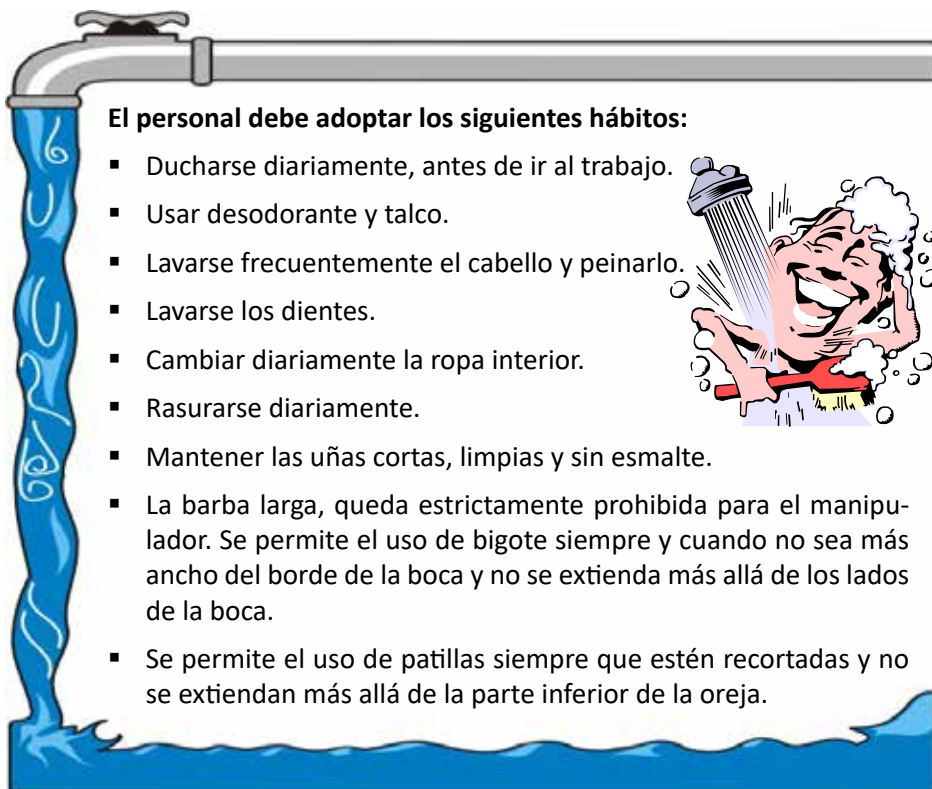 El personal debe adoptar los siguientes hábitos:
▪ Ducharse diariamente, antes de ir al trabajo.
▪ Usar desodorante y talco.
▪ Lavarse frecuentemente el cabello y peinarlo.
▪ Lavarse los dientes.
▪ Cambiar diariamente la ropa interior.
▪ Rasurarse diariamente.
▪ Mantener las uñas cortas, limpias y sin esmalte.
▪ La barba larga, queda estrictamente prohibida para el manipu-
lador. Se permite el uso de bigote siempre y cuando no sea más
ancho del borde de la boca y no se extienda más allá de los lados
de la boca.
▪ Se permite el uso de patillas siempre que estén recortadas y no
se extiendan más allá de la parte inferior de la oreja.